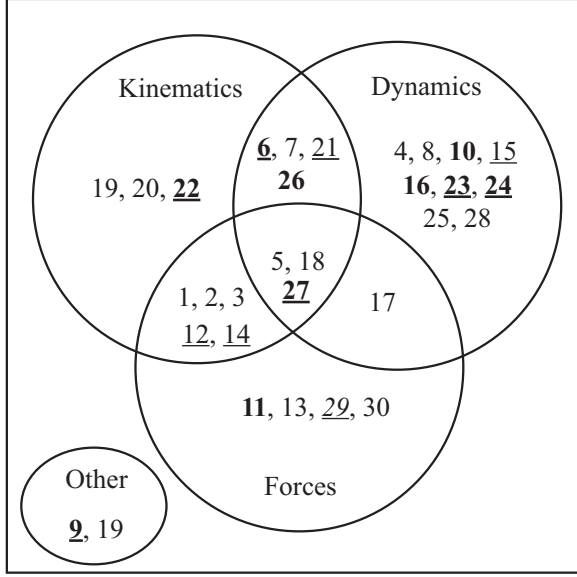 Kinematics
Dynamics
6, 7, 21
26
4, 8, 10, 15
16, 23, 24
25, 28
19, 20, 22
5, 18
27
1, 2, 3
12, 14
17
11, 13, 29, 30
Forces
Other
9, 19